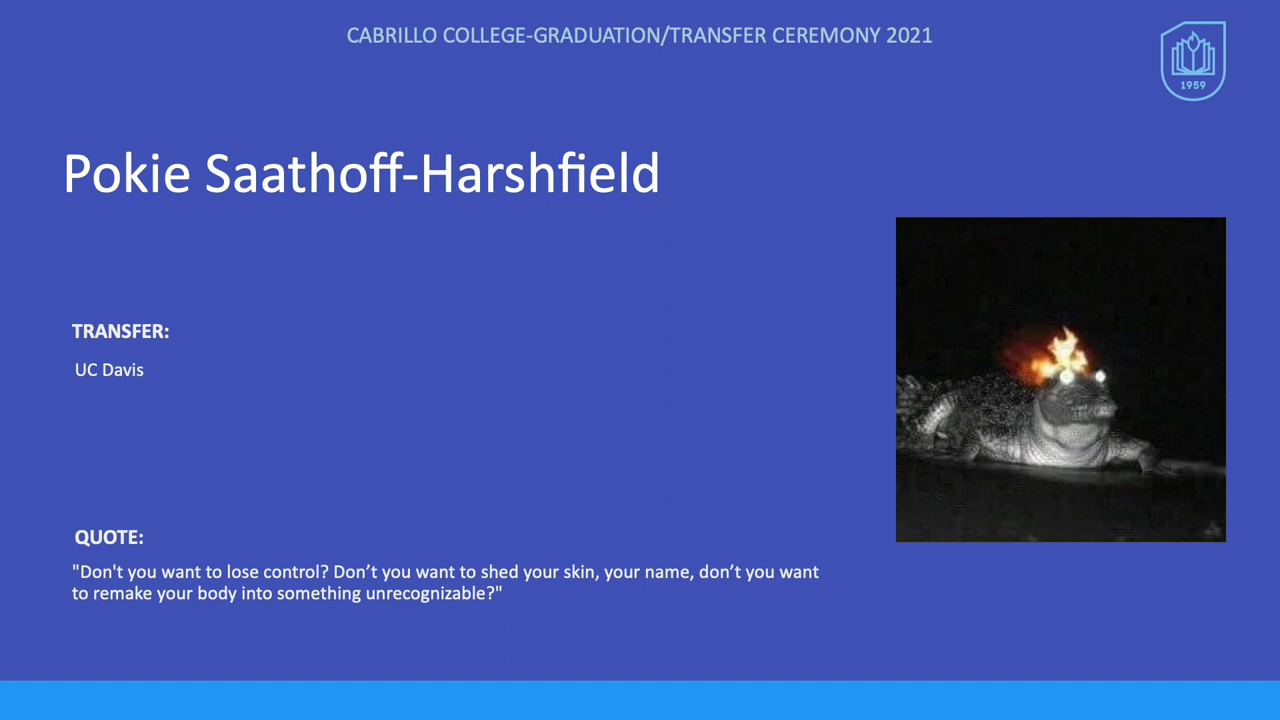 CABRILLO COLLEGE-GRADUATION/TRANSFER CEREMONY 2021
1959
Pokie Saathoff-Harshfield
TRANSFER:
UC Davis
QUOTE:
"Don't you want to lose control? Don’t you want to shed your skin, your name, don’t you want
to remake your body into something unrecognizable?"